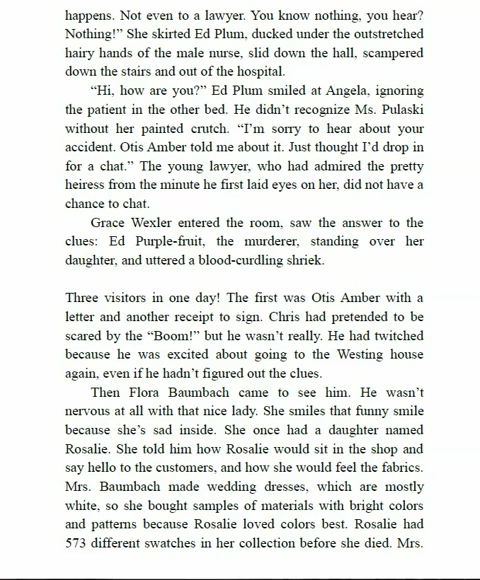 happens. Not even to a lawyer. You know nothing, you hear?
Nothing!” She skirted Ed Plum, ducked under the outstretched
hairy hands of the male nurse, slid down the hall, scampered
down the stairs and out of the hospital.
“Hi, how are you?” Ed Plum smiled at Angela, ignoring
the patient in the other bed. He didn’t recognize Ms. Pulaski
without her painted crutch. “I’m sorry to hear about your
accident. Otis Amber told me about it. Just thought I’d drop in
for a chat.” The young lawyer, who had admired the pretty
heiress from the minute he first laid eyes on her, did not have a
chance to chat.
Grace Wexler entered the room, saw the answer to the
clues: Ed Purple-fruit, the murderer, standing over her
daughter, and uttered a blood-curdling shriek.
Three visitors in one day! The first was Otis Amber with a
letter and another receipt to sign. Chris had pretended to be
scared by the “Boom!” but he wasn’t really. He had twitched
because he was excited about going to the Westing house
again, even if he hadn’t figured out the clues.
Then Flora Baumbach came to see him. He wasn’t
nervous at all with that nice lady. She smiles that funny smile
because she’s sad inside. She once had a daughter named
Rosalie. She told him how Rosalie would sit in the shop and
say hello to the customers, and how she would feel the fabrics.
Mrs. Baumbach made wedding dresses, which are mostly
white, so she bought samples of materials with bright colors
and patterns because Rosalie loved colors best. Rosalie had
573 different swatches in her collection before she died. Mrs.